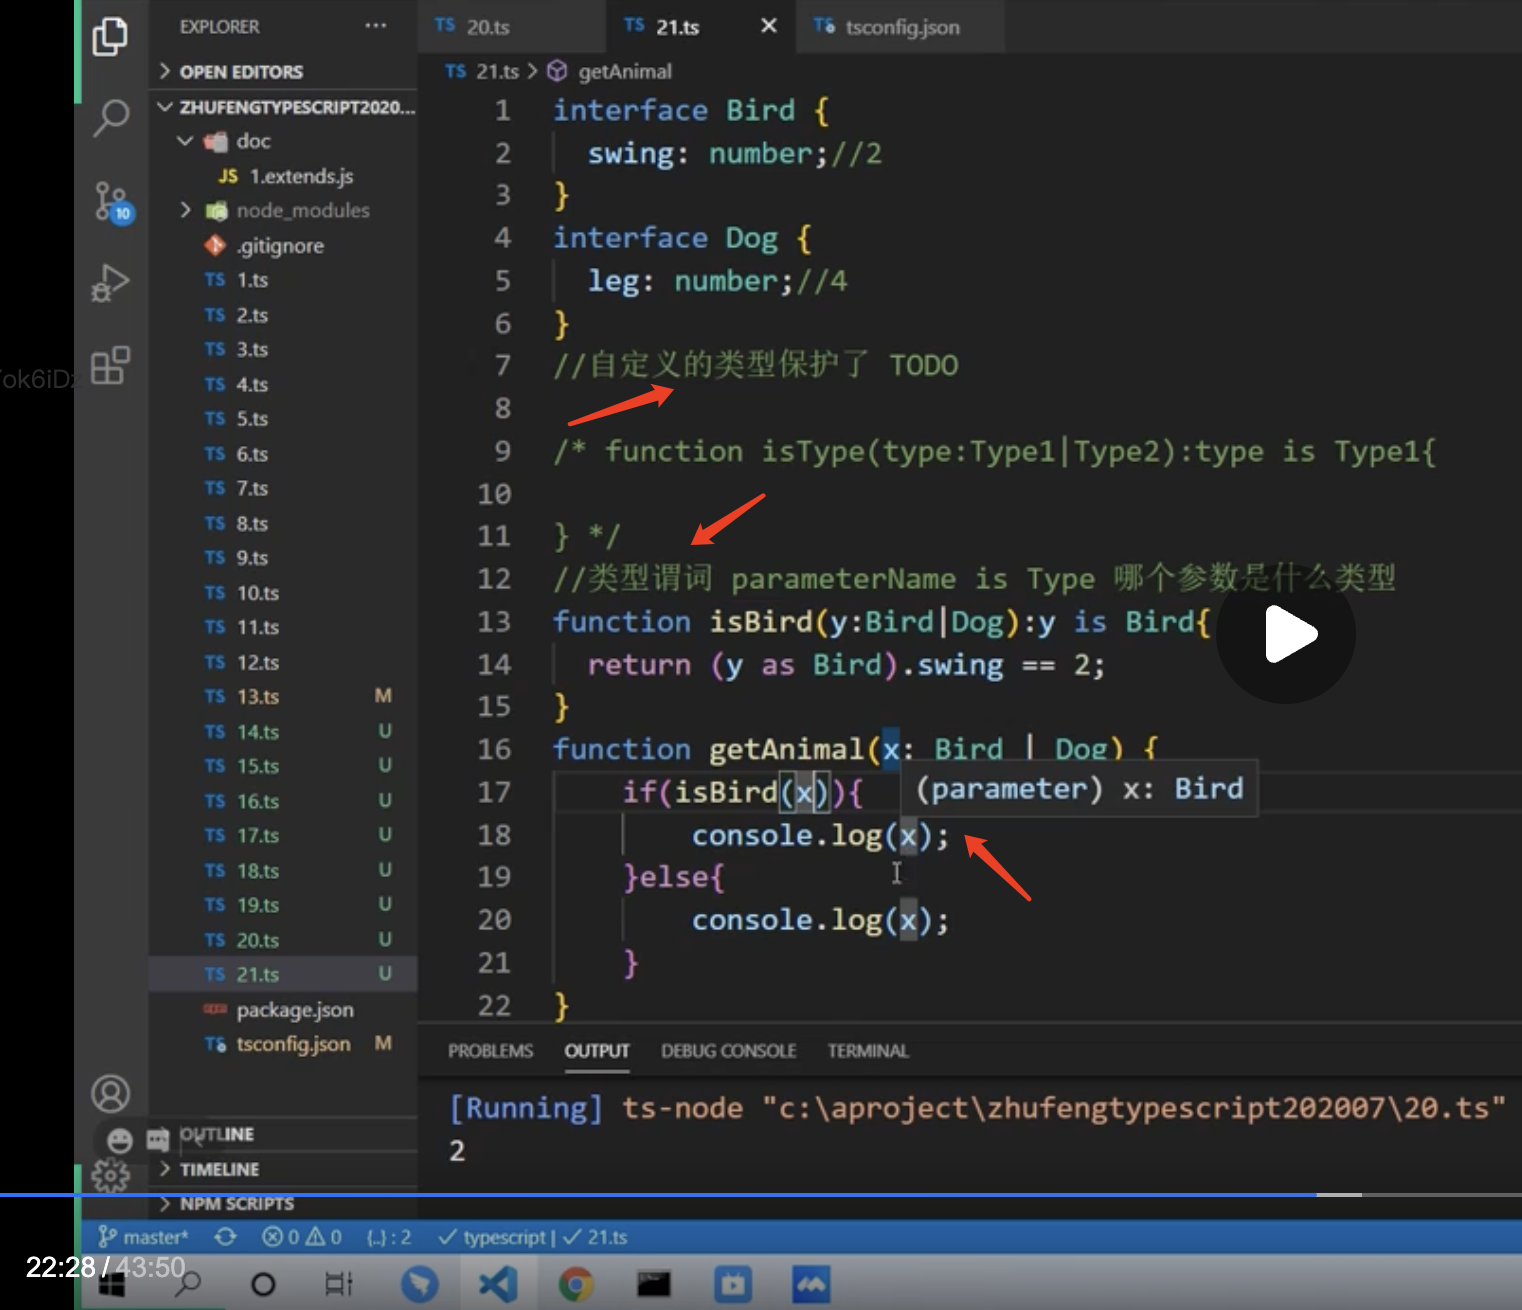 EXPLORER
···
TS 20.ts
TS 21.ts
tsconfig.json
OPEN EDITORS
TS 21.ts > getAnimal
ZHUFENGTYPESCRIPT2020...
doc
JS 1.extends.js
node_modules
.gitignore
TS 1.ts
TS 2.ts
TS 3.ts
TS 4.ts
TS 5.ts
TS 6.ts
TS 7.ts
TS 8.ts
TS 9.ts
TS 10.ts
TS 11.ts
TS 12.ts
TS 13.ts M
TS 14.ts U
TS 15.ts U
TS 16.ts U
TS 17.ts U
TS 18.ts U
TS 19.ts U
TS 20.ts U
TS 21.ts U
package.json
tsconfig.json M
OUTLINE
TIMELINE
NPM SCRIPTS
10
ok6iDz
1 interface Bird {
2 swing: number;//2
3 }
4 interface Dog {
5 leg: number;//4
6 }
7 //自定义的类型保护了 TODO
8
9 /* function isType(type:Type1|Type2):type is Type1{
10
11 } */
12 //类型谓词 parameterName is Type 哪个参数是什么类型
13 function isBird(y:Bird|Dog):y is Bird{
14 return (y as Bird).swing == 2;
15 }
16 function getAnimal(x: Bird | Dog) {
17 if(isBird(x)){
(parameter) x: Bird
18 console.log(x);
19 }else{
20 console.log(x);
21 }
22 }
PROBLEMS OUTPUT DEBUG CONSOLE TERMINAL
[Running] ts-node "c:\aproject\zhufengtypescript202007\20.ts"
2
master* 0 0 {..} : 2 typescript | 21.ts
22:28 / 43:50